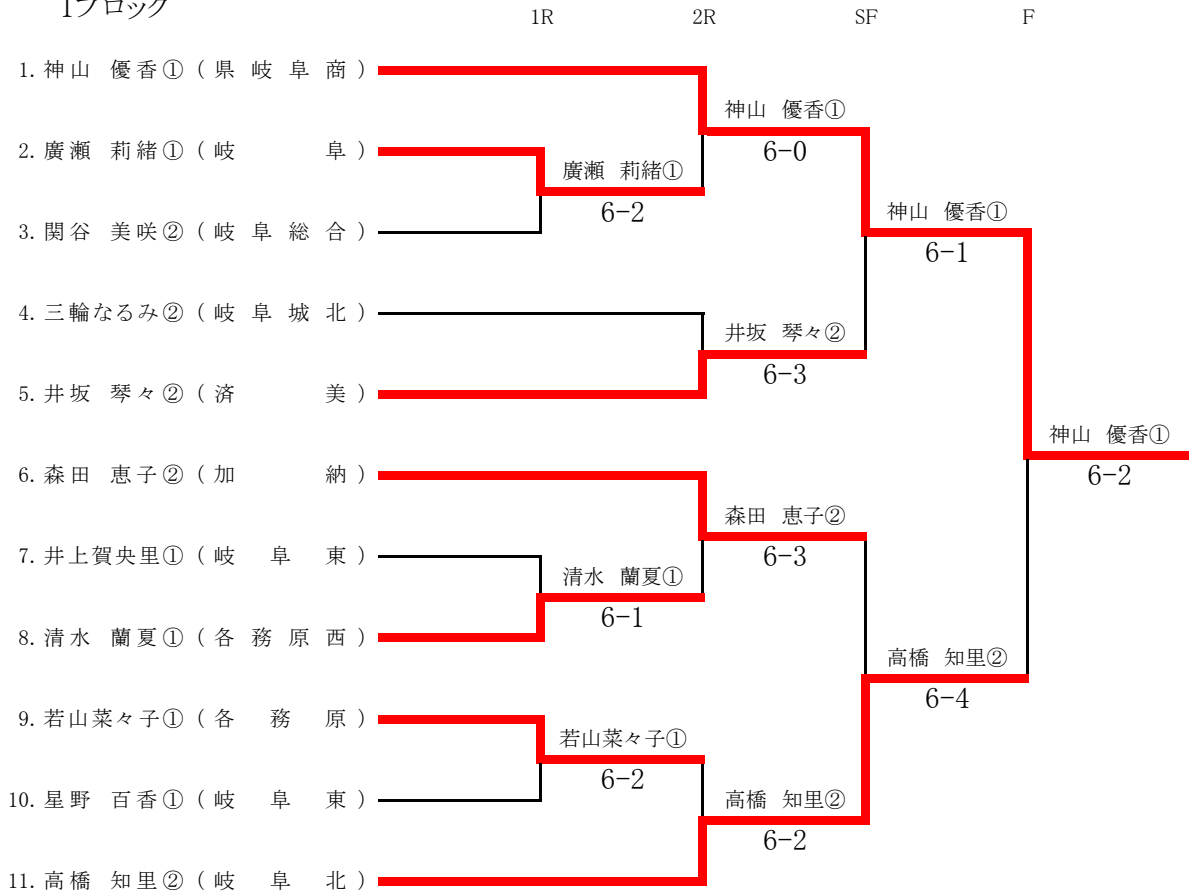 1ブロック
1R 2R SF F
1. 神山 優香① ( 県岐阜商 )
神山 優香①
6-0
2. 廣瀬 莉緒① ( 岐阜 )
廣瀬 莉緒①
6-2
神山 優香①
6-1
3. 関谷 美咲② ( 岐阜総合 )
4. 三輪なるみ② ( 岐阜城北 )
井坂 琴々②
6-3
5. 井坂 琴々② ( 済美 )
神山 優香①
6-2
6. 森田 恵子② ( 加納 )
森田 恵子②
6-3
7. 井上賀央里① ( 岐阜東 )
清水 蘭夏①
6-1
8. 清水 蘭夏① ( 各務原西 )
高橋 知里②
6-4
9. 若山菜々子① ( 各務原 )
若山菜々子①
6-2
10. 星野 百香① ( 岐阜東 )
高橋 知里②
6-2
11. 高橋 知里② ( 岐阜北 )